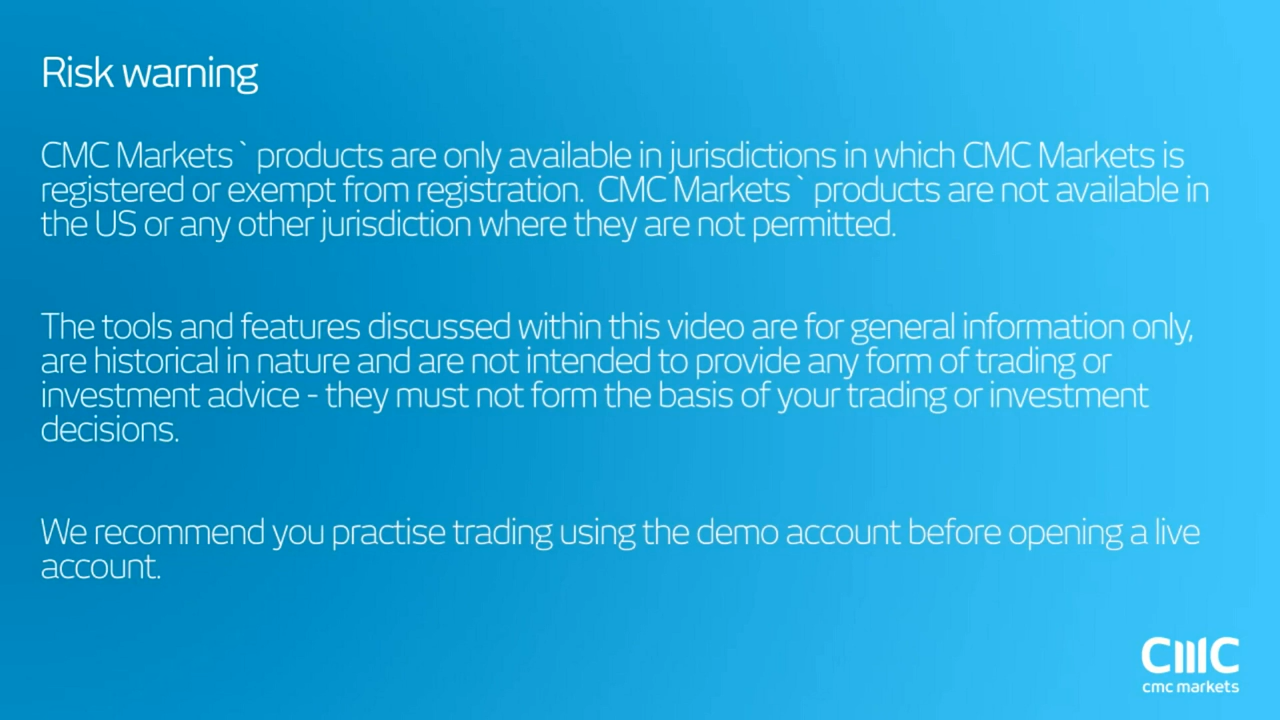 Risk warning
CMC Markets` products are only available in jurisdictions in which CMC Markets is
registered or exempt from registration.  CMC Markets` products are not available in
the US or any other jurisdiction where they are not permitted.
The tools and features discussed within this video are for general information only,
are historical in nature and are not intended to provide any form of trading or
investment advice - they must not form the basis of your trading or investment
decisions.
We recommend you practise trading using the demo account before opening a live
account.
CMC
cmc markets